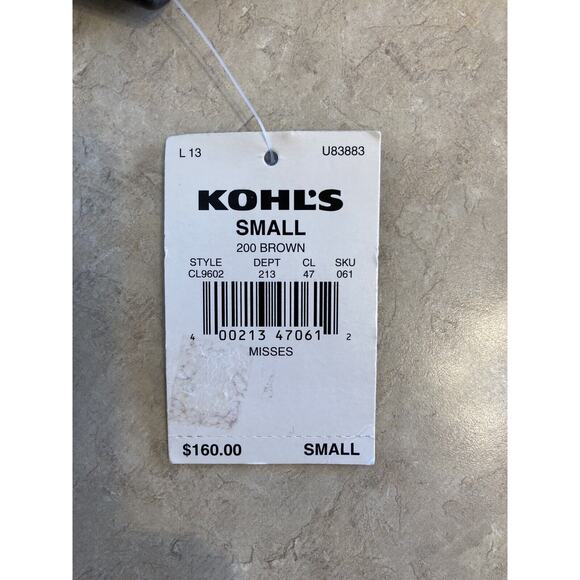 L 13 U83883
KOHL'S
SMALL
200 BROWN
STYLE DEPT CL SKU
CL9602 213 47 061
4 00213 47061 2
MISSES
$160.00 SMALL